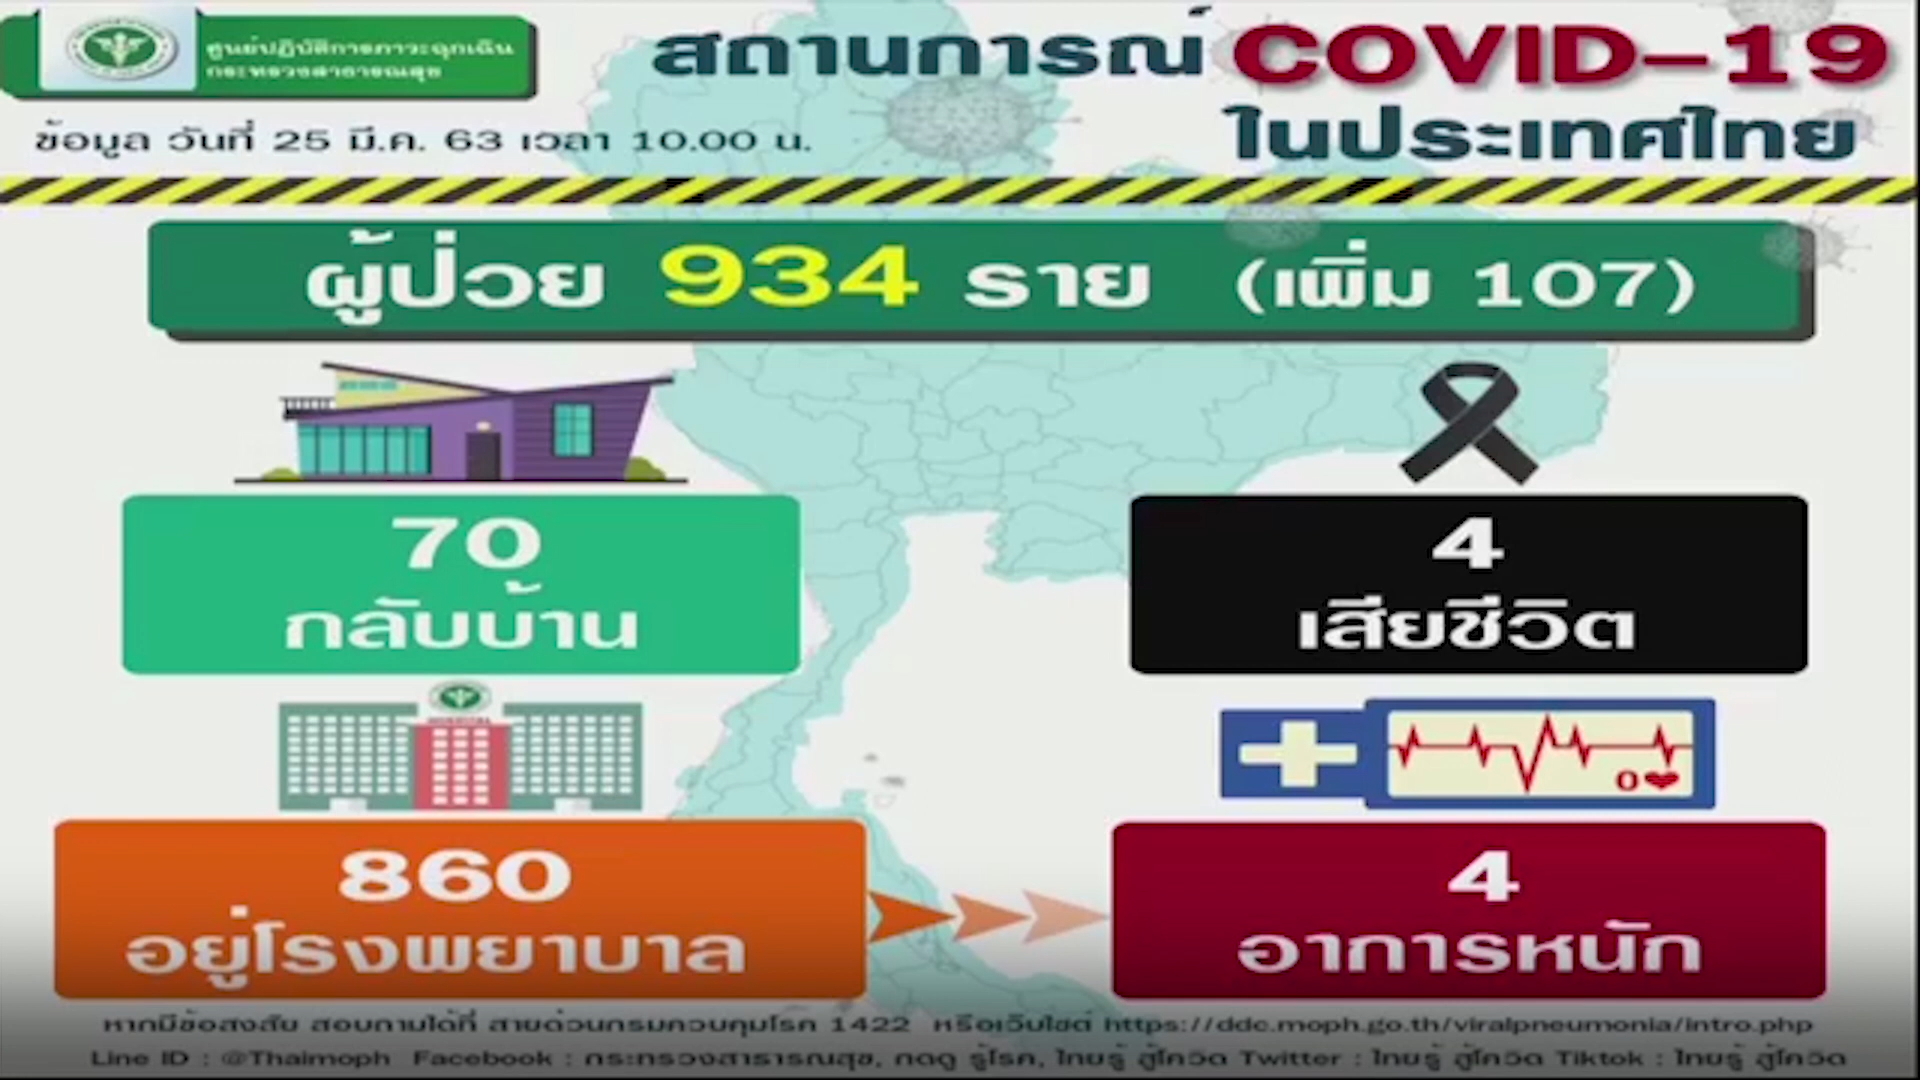 ศูนย์ปฏิบัติการภาวะฉุกเฉิน
กระทรวงสาธารณสุข
สถานการณ์ COVID-19
ในประเทศไทย
ข้อมูล วันที่ 25 มี.ค. 63 เวลา 10.00 น.
ผู้ป่วย 934 ราย (เพิ่ม 107)
70
กลับบ้าน
4
เสียชีวิต
HOSPITAL
0
860
อยู่โรงพยาบาล
4
อาการหนัก
หากมีข้อสงสัย สอบถามได้ที่ สายด่วนกรมควบคุมโรค 1422 หรือเว็บไซต์ https://ddc.moph.go.th/viralpneumonia/intro.php
Line ID : @Thaimoph Facebook : กระทรวงสาธารณสุข, กดดู รู้โรค, ไทยรู้ สู้โควิด Twitter : ไทยรู้ สู้โควิด Tiktok : ไทยรู้ สู้โควิด